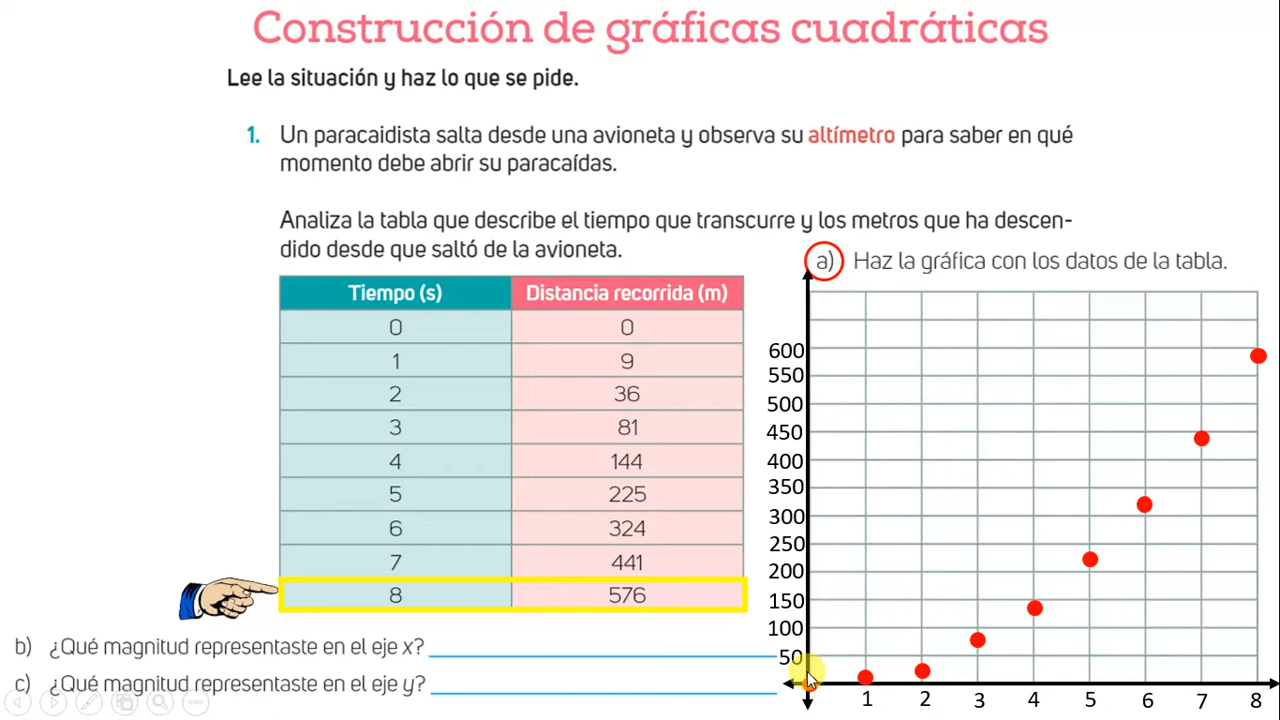 Construcción de gráficas cuadráticas
Lee la situación y haz lo que se pide.
1. Un paracaidista salta desde una avioneta y observa su altímetro para saber en qué
momento debe abrir su paracaídas.
Analiza la tabla que describe el tiempo que transcurre y los metros que ha descen-
dido desde que saltó de la avioneta.
a) Haz la gráfica con los datos de la tabla.
Tiempo (s) Distancia recorrida (m)
0 0
1 9
2 36
3 81
4 144
5 225
6 324
7 441
8 576
600
550
500
450
400
350
300
250
200
150
100
50
1 2 3 4 5 6 7 8
b) ¿Qué magnitud representaste en el eje x?
c) ¿Qué magnitud representaste en el eje y?